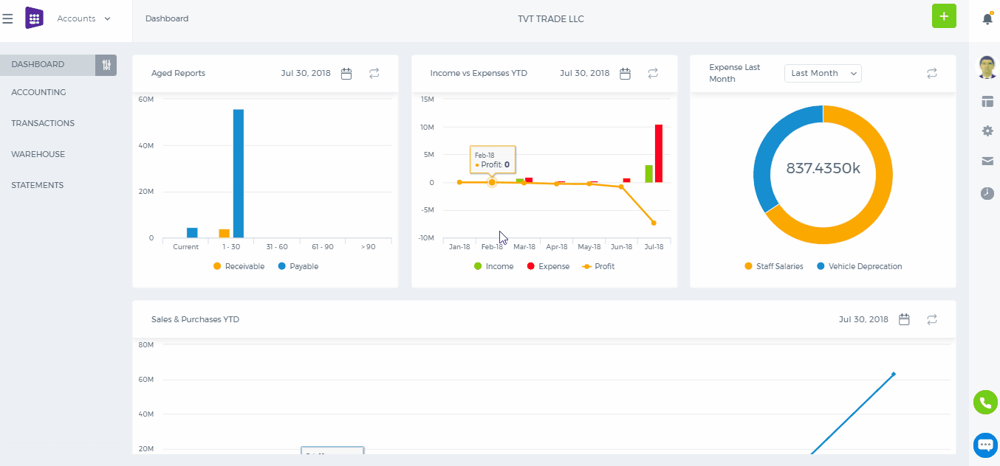 Accounts
Dashboard
TVT TRADE LLC
DASHBOARD
ACCOUNTING
TRANSACTIONS
WAREHOUSE
STATEMENTS
Aged Reports
Jul 30, 2018
60M
40M
20M
0
Current 1 - 30 31 - 60 61 - 90 > 90
Receivable Payable
Income vs Expenses YTD
Jul 30, 2018
15M
10M
5M
0
-5M
-10M
Feb-18
Profit: 0
Jan-18 Feb-18 Mar-18 Apr-18 May-18 Jun-18 Jul-18
Income Expense Profit
Expense Last
Month
Last Month
837.4350k
Staff Salaries Vehicle Deprecation
Sales & Purchases YTD
Jul 30, 2018
80M
60M
40M
20M